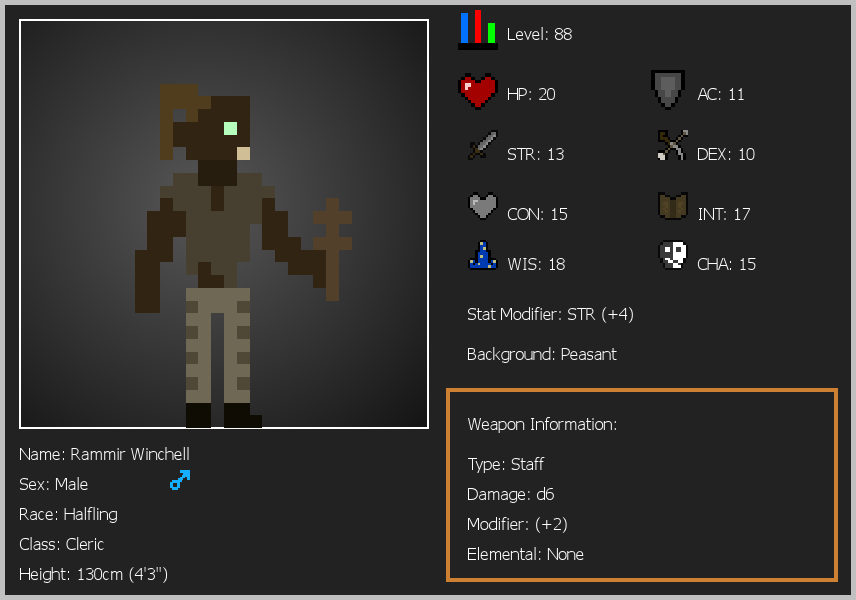 Level: 88
HP: 20
AC: 11
STR: 13
DEX: 10
CON: 15
INT: 17
WIS: 18
CHA: 15
Stat Modifier: STR (+4)
Background: Peasant
Weapon Information:
Type: Staff
Damage: d6
Modifier: (+2)
Elemental: None
Name: Rammir Winchell
Sex: Male
Race: Halfling
Class: Cleric
Height: 130cm (4'3")